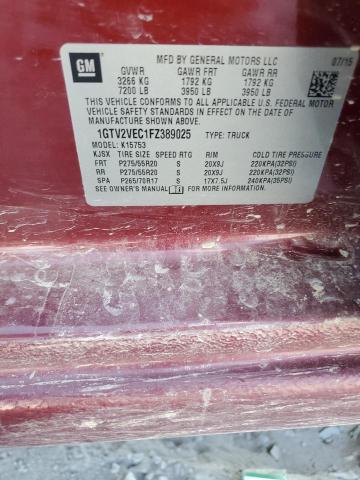 GM
MFD BY GENERAL MOTORS LLC 07/15
GVWR GAWR FRT GAWR RR
3266 KG 1792 KG 1792 KG
7200 LB 3950 LB 3950 LB
THIS VEHICLE CONFORMS TO ALL APPLICABLE U.S. FEDERAL MOTOR
VEHICLE SAFETY STANDARDS IN EFFECT ON THE DATE OF
MANUFACTURE SHOWN ABOVE.
1GTV2VEC1FZ389025 TYPE: TRUCK
MODEL: K15753
KJSX TIRE SIZE SPEED RTG RIM COLD TIRE PRESSURE
FRT P275/55R20 S 20X9J 220KPA(32PSI)
RR P275/55R20 S 20X9J 220KPA(32PSI)
SPA P265/70R17 S 17X7.5J 240KPA(35PSI)
SEE OWNER'S MANUAL FOR ADDITIONAL INFORMATION